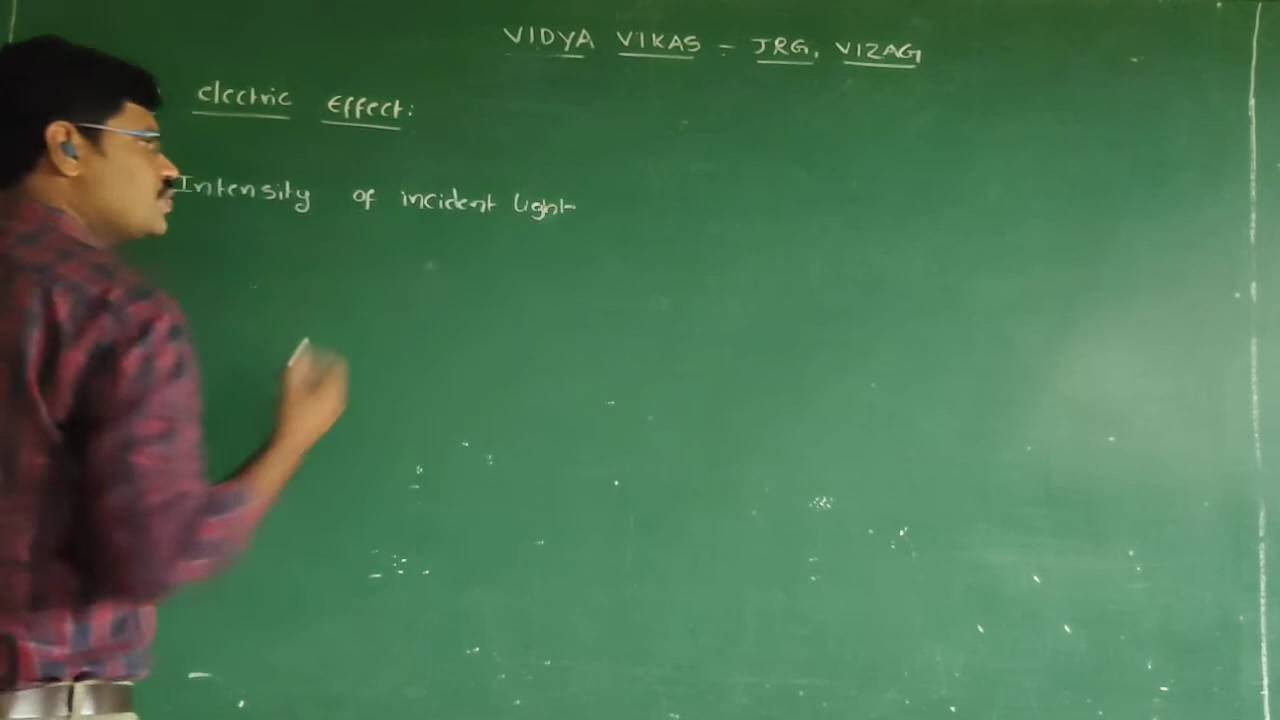 VIDYA VIKAS - JRG, VIZAG
electric Effect:
Intensity of incident light